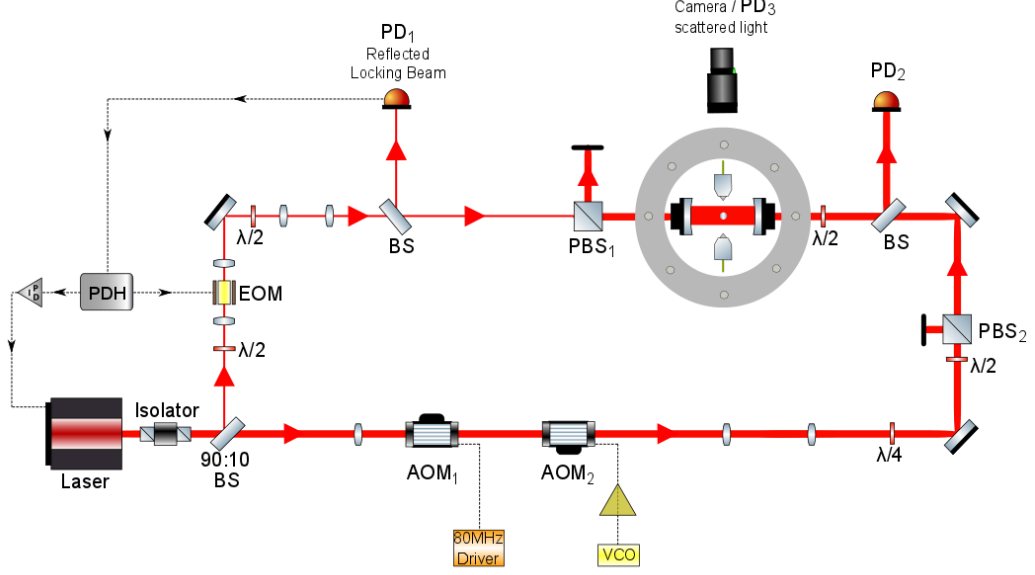 Camera / PD₃
scattered light
PD₁
Reflected
Locking Beam
PD₂
λ/2
BS
PBS₁
λ/2
BS
PDH
EOM
P
I
D
λ/2
PBS₂
λ/2
Isolator
Laser
90:10
BS
AOM₁
AOM₂
λ/4
80MHz
Driver
VCO